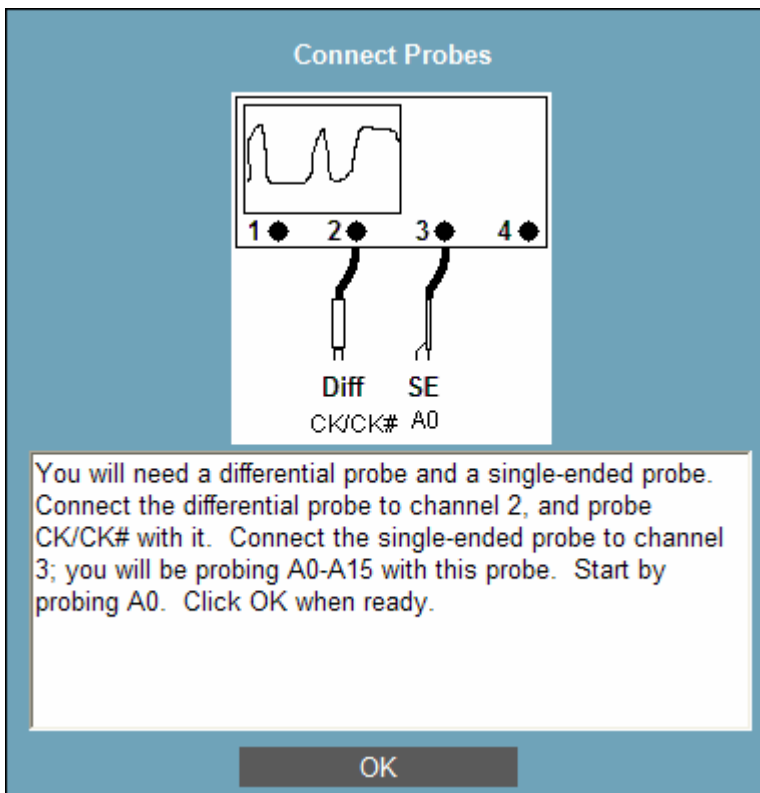 Connect Probes
1 2 3 4
Diff SE
CK/CK# A0
You will need a differential probe and a single-ended probe.
Connect the differential probe to channel 2, and probe
CK/CK# with it.  Connect the single-ended probe to channel
3; you will be probing A0-A15 with this probe.  Start by
probing A0.  Click OK when ready.
OK